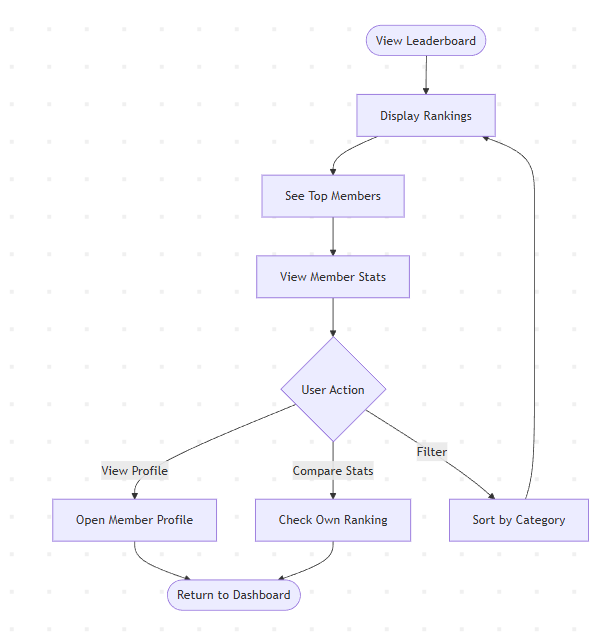 View Leaderboard
Display Rankings
See Top Members
View Member Stats
User Action
View Profile
Compare Stats
Filter
Open Member Profile
Check Own Ranking
Sort by Category
Return to Dashboard